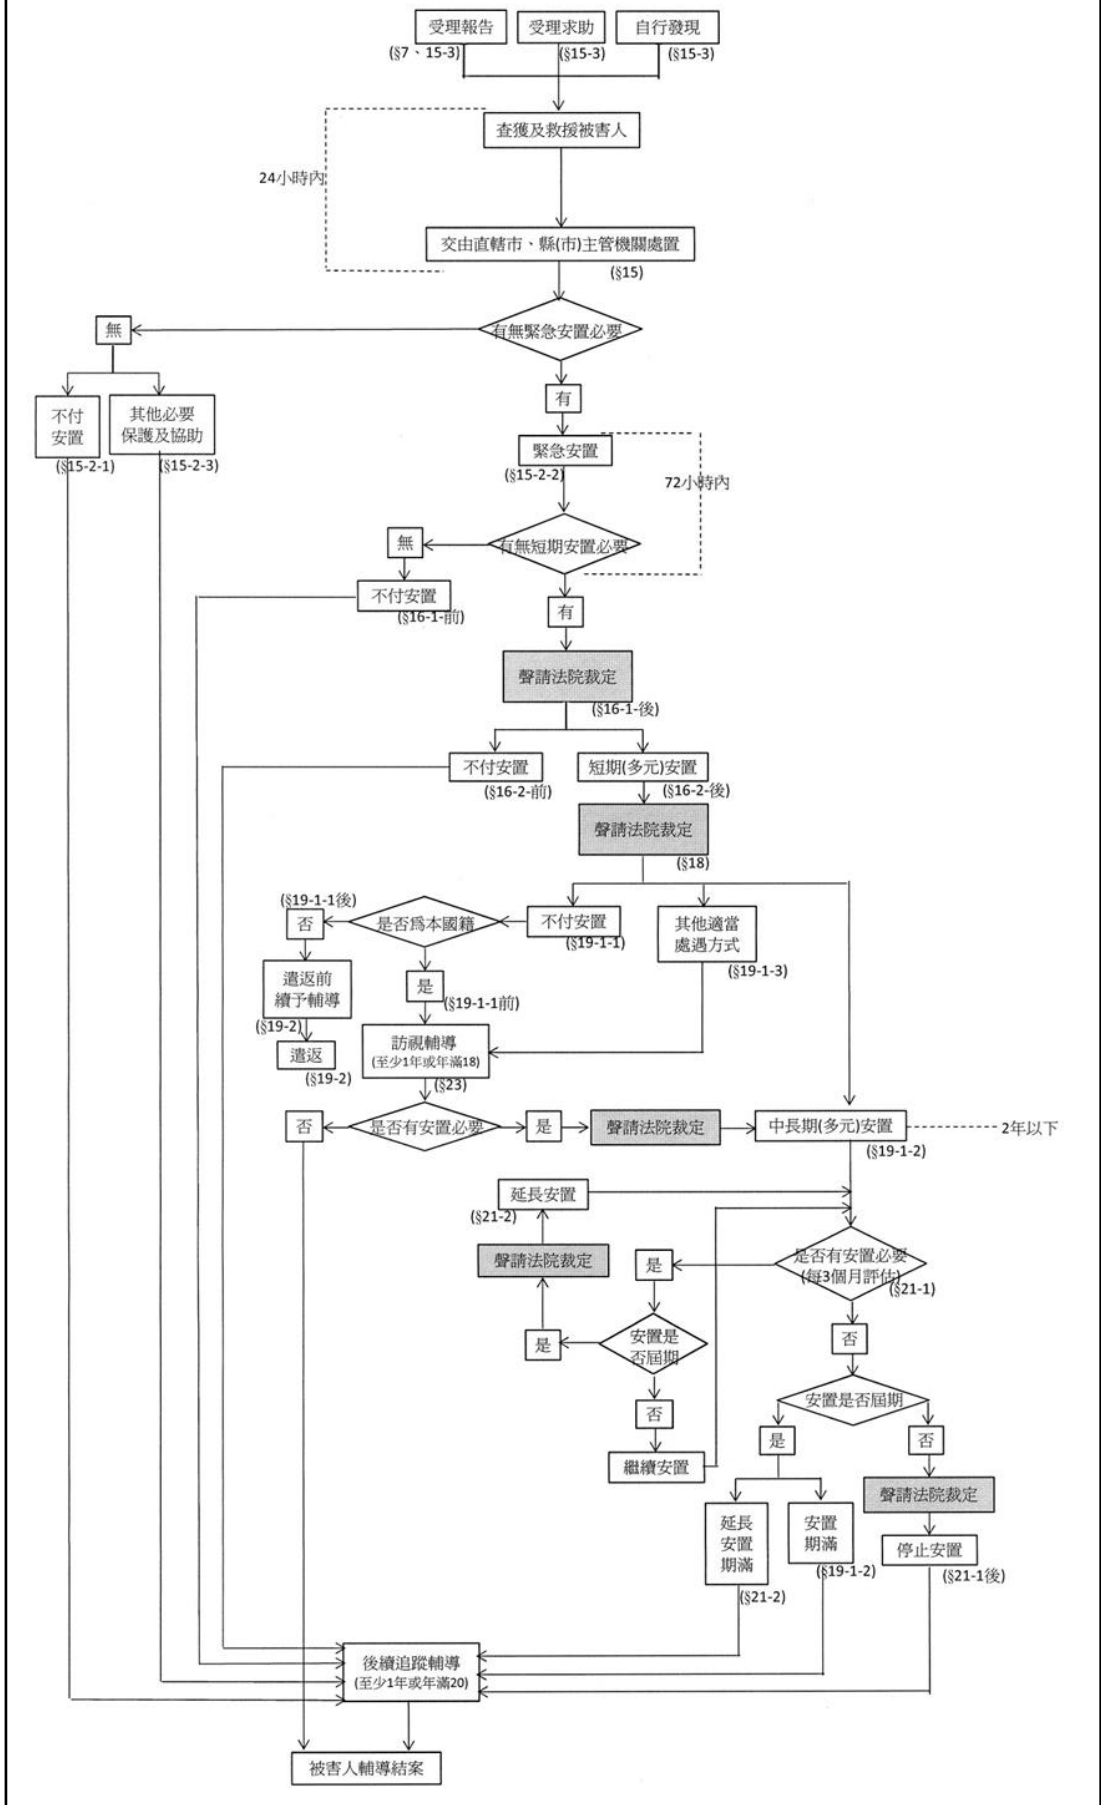 受理報告
受理求助
自行發現
(§7、15-3)
(§15-3)
(§15-3)
查獲及救援被害人
24小時內
交由直轄市、縣(市)主管機關處置
(§15)
有無緊急安置必要
無
有
不付
安置
(§15-2-1)
其他必要
保護及協助
(§15-2-3)
緊急安置
(§15-2-2)
72小時內
有無短期安置必要
無
不付安置
(§16-1-前)
有
聲請法院裁定
(§16-1-後)
不付安置
(§16-2-前)
短期(多元)安置
(§16-2-後)
聲請法院裁定
(§18)
(§19-1-1後)
否
是否為本國籍
不付安置
(§19-1-1)
其他適當
處遇方式
(§19-1-3)
遣返前
續予輔導
(§19-2)
是
(§19-1-1前)
遣返
(§19-2)
訪視輔導
(至少1年或年滿18)
(§23)
否
是否有安置必要
是
聲請法院裁定
中長期(多元)安置
(§19-1-2)
2年以下
延長安置
(§21-2)
聲請法院裁定
是
是否有安置必要
(每3個月評估)
(§21-1)
是
安置是
否屆期
否
否
安置是否屆期
繼續安置
是
否
聲請法院裁定
延長
安置
期滿
(§21-2)
安置
期滿
(§19-1-2)
停止安置
(§21-1後)
後續追蹤輔導
(至少1年或年滿20)
被害人輔導結案